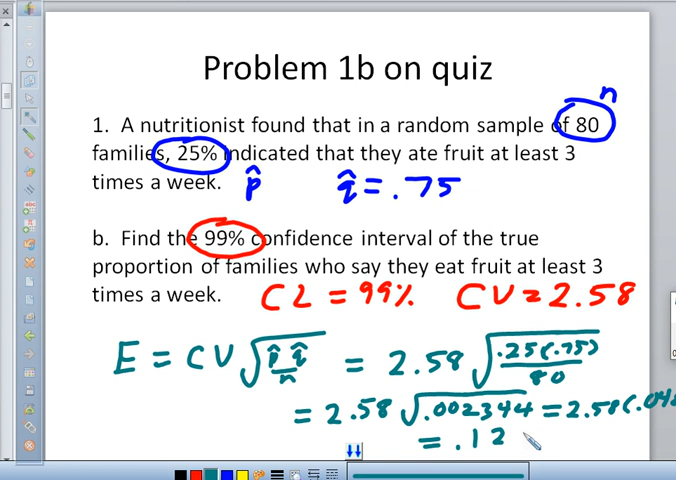 Problem 1b on quiz
n
1. A nutritionist found that in a random sample of 80
families, 25% indicated that they ate fruit at least 3
times a week. p̂ q̂ = .75
b. Find the 99% confidence interval of the true
proportion of families who say they eat fruit at least 3
times a week. CL = 99% CV = 2.58
E = CV √(p̂ q̂ / n) = 2.58 √(.25(.75) / 80)
= 2.58 √.002344 = 2.58(.048
= .12